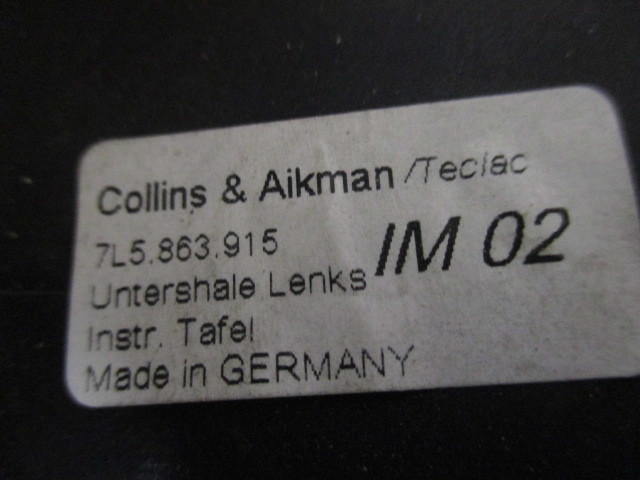 Collins & Aikman /Teclac
7L5.863.915
IM 02
Untershale Lenks
Instr. Tafel
Made in GERMANY